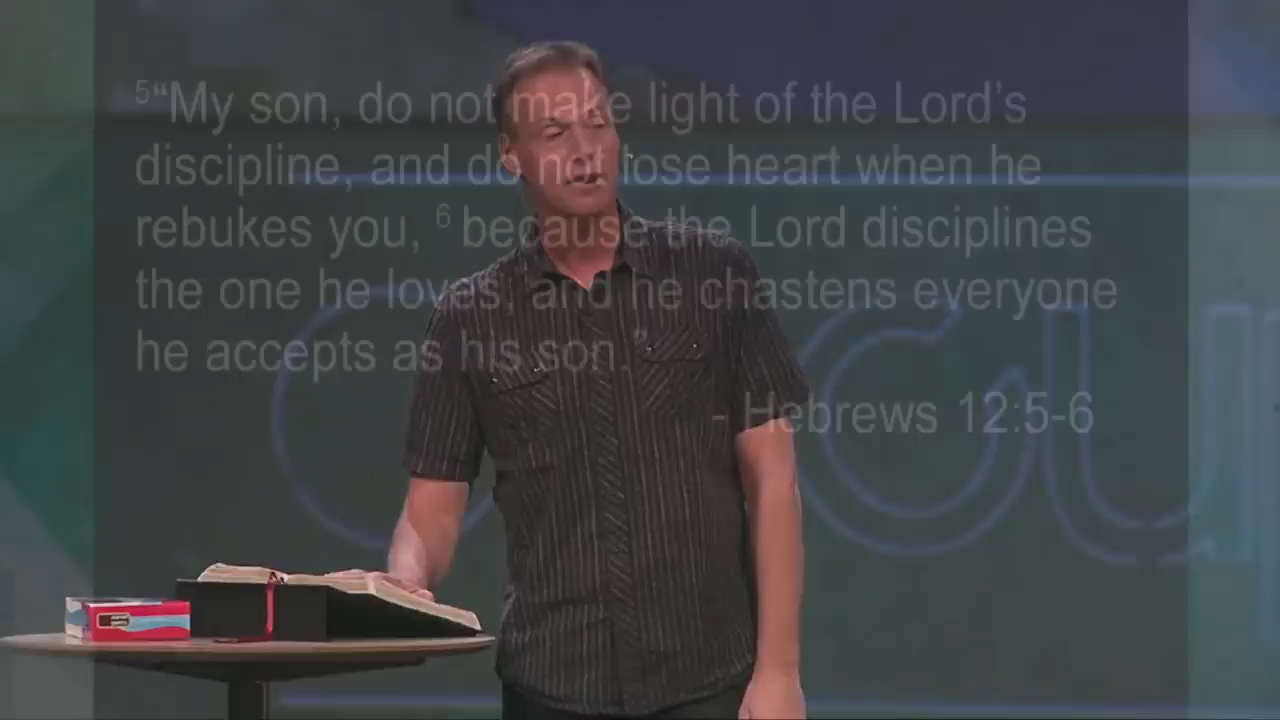 5“My son, do not make light of the Lord’s
discipline, and do not lose heart when he
rebukes you, 6 because the Lord disciplines
the one he loves, and he chastens everyone
he accepts as his son.
- Hebrews 12:5-6